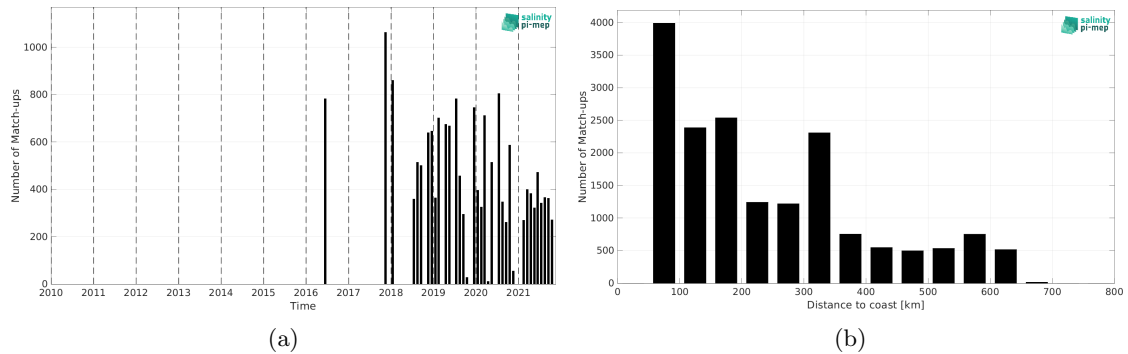 salinity
pi-mep
1000
800
600
400
200
0
Number of Match-ups
2010 2011 2012 2013 2014 2015 2016 2017 2018 2019 2020 2021
Time
(a)
salinity
pi-mep
4000
3500
3000
2500
2000
1500
1000
500
0
Number of Match-ups
0 100 200 300 400 500 600 700 800
Distance to coast [km]
(b)